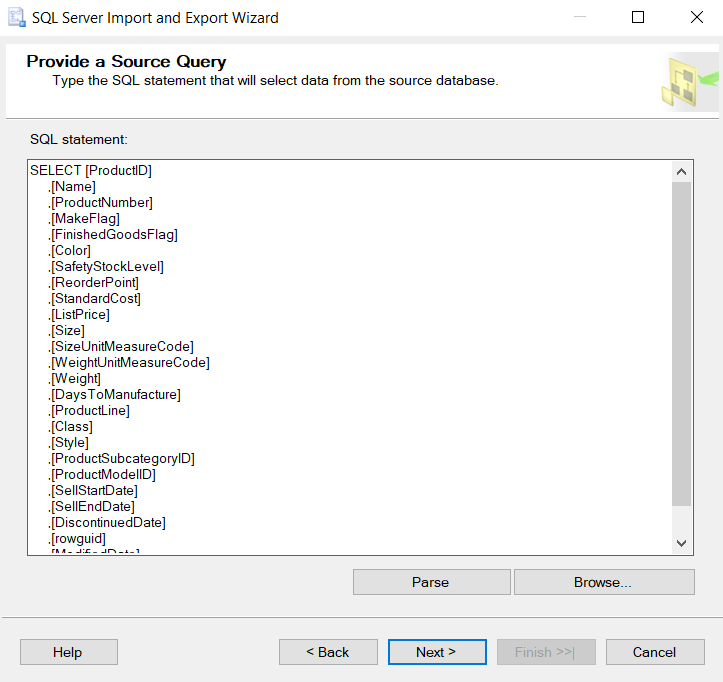 SQL Server Import and Export Wizard
Provide a Source Query
Type the SQL statement that will select data from the source database.
SQL statement:
SELECT [ProductID]
,[Name]
,[ProductNumber]
,[MakeFlag]
,[FinishedGoodsFlag]
,[Color]
,[SafetyStockLevel]
,[ReorderPoint]
,[StandardCost]
,[ListPrice]
,[Size]
,[SizeUnitMeasureCode]
,[WeightUnitMeasureCode]
,[Weight]
,[DaysToManufacture]
,[ProductLine]
,[Class]
,[Style]
,[ProductSubcategoryID]
,[ProductModelID]
,[SellStartDate]
,[SellEndDate]
,[DiscontinuedDate]
,[rowguid]
,[ModifiedDate]
Parse
Browse...
Help
< Back
Next >
Finish >>|
Cancel